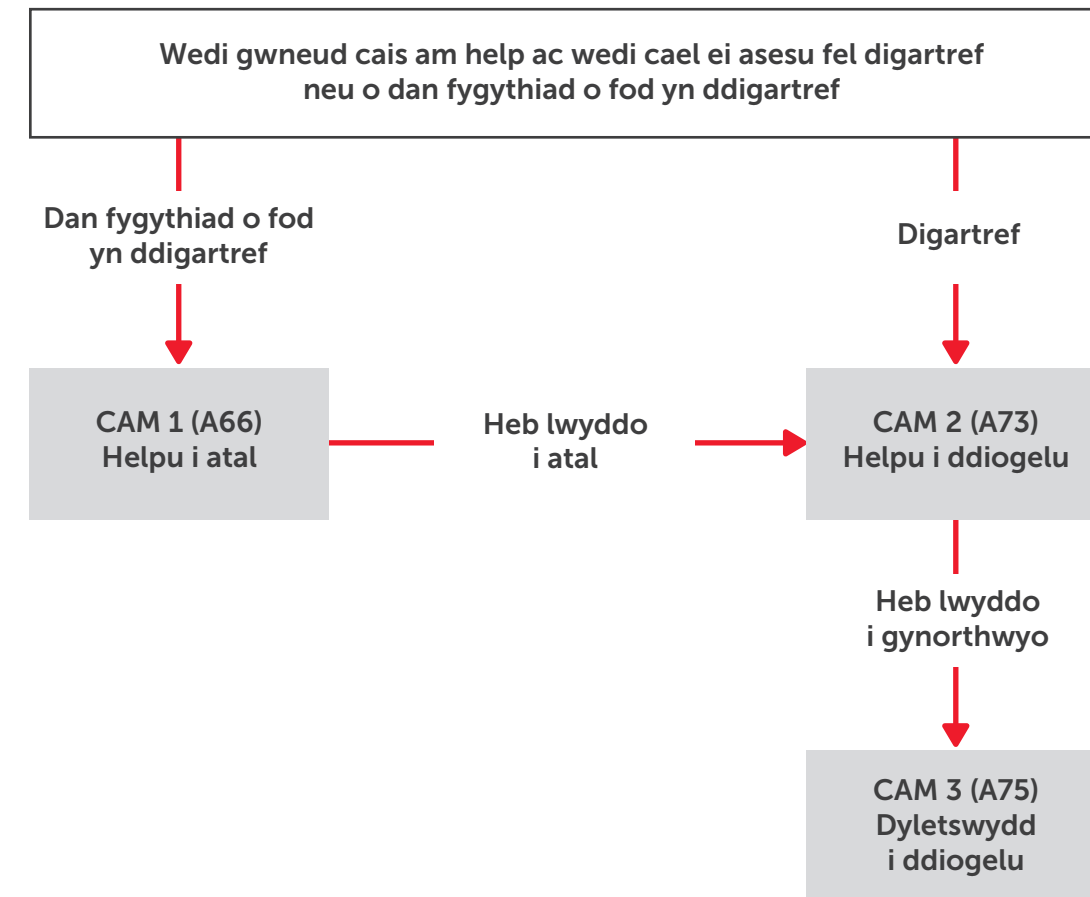 Wedi gwneud cais am help ac wedi cael ei asesu fel digartref
neu o dan fygythiad o fod yn ddigartref
Dan fygythiad o fod
yn ddigartref
Digartref
CAM 1 (A66)
Helpu i atal
Heb lwyddo
i atal
CAM 2 (A73)
Helpu i ddiogelu
Heb lwyddo
i gynorthwyo
CAM 3 (A75)
Dyletswydd
i ddiogelu